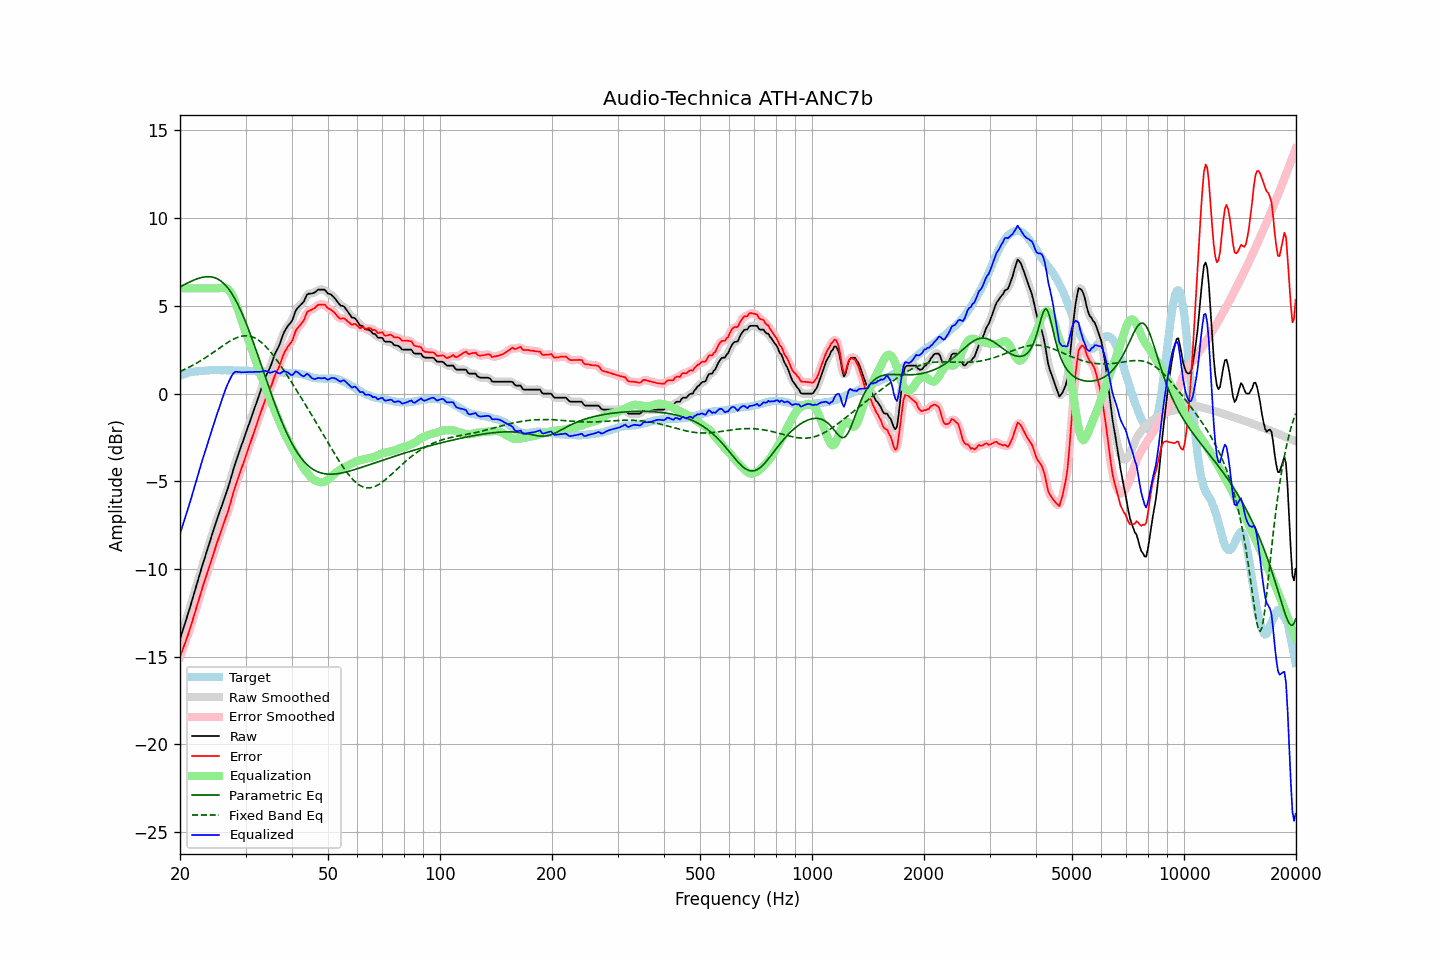 Audio-Technica ATH-ANC7b
Amplitude (dBr)
15
10
5
0
−5
−10
−15
−20
−25
Target
Raw Smoothed
Error Smoothed
Raw
Error
Equalization
Parametric Eq
Fixed Band Eq
Equalized
20 50 100 200 500 1000 2000 5000 10000 20000
Frequency (Hz)